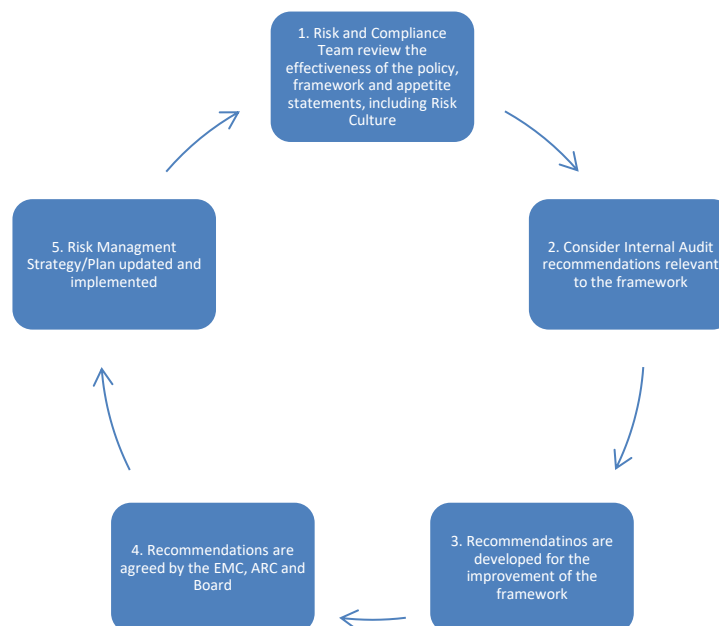 1. Risk and Compliance
Team review the
effectiveness of the policy,
framework and appetite
statements, including Risk
Culture
2. Consider Internal Audit
recommendations relevant
to the framework
3. Recommendatinos are
developed for the
improvement of the
framework
4. Recommendations are
agreed by the EMC, ARC and
Board
5. Risk Managment
Strategy/Plan updated and
implemented